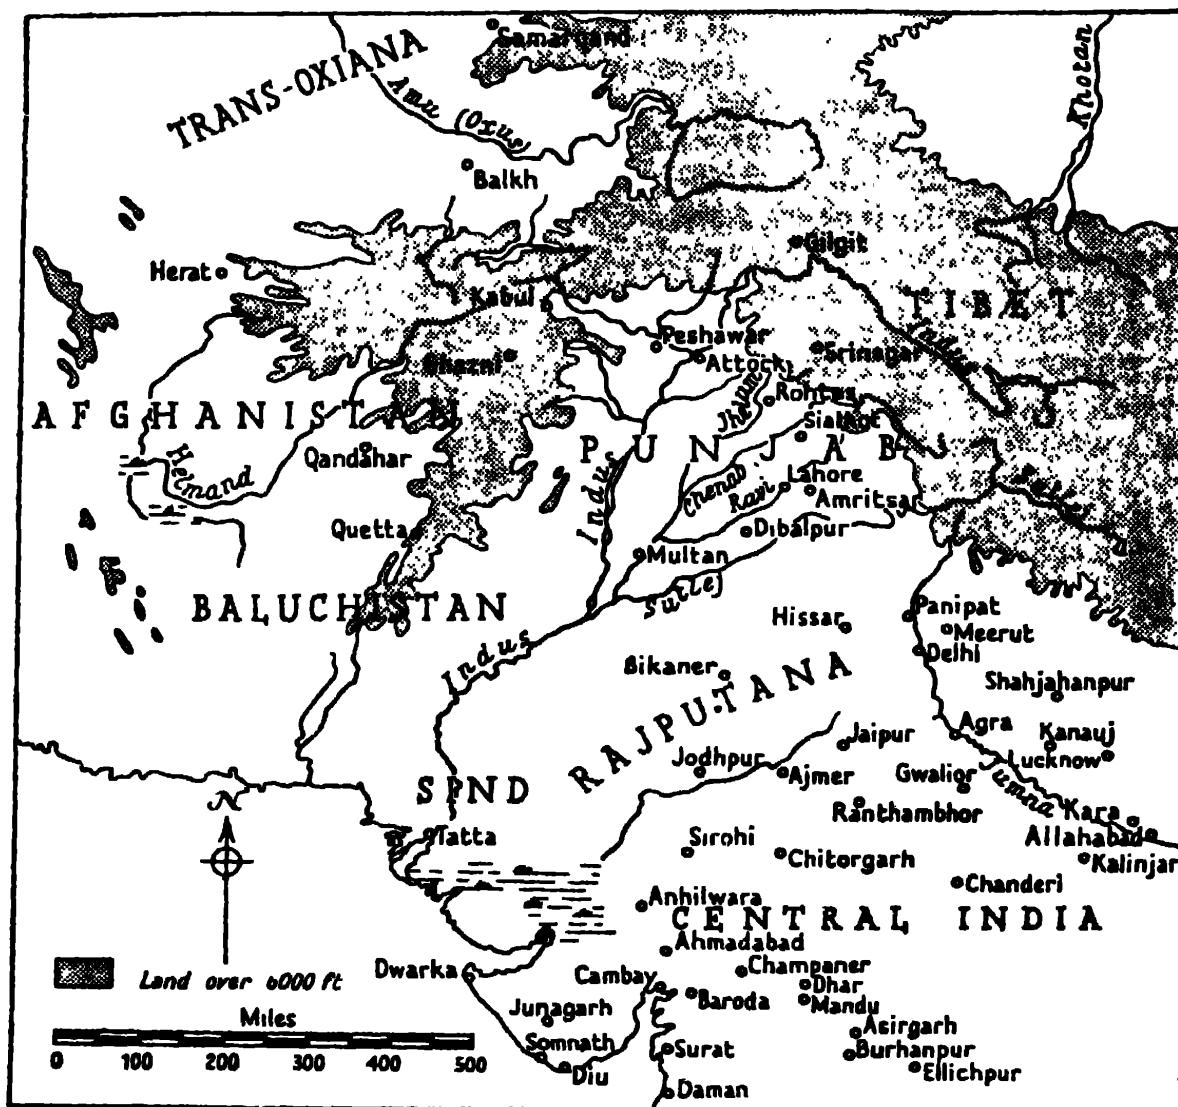 Samarqand
TRANS-OXIANA
Amu (Oxus)
Khotan
Balkh
Herat
Gilgit
Kabul
TIBET
Peshawar
Indus
Ghazni
Attock
Srinagar
Jhelam
Rohtas
AFGHANISTAN
Sialkot
PUNJAB
Qandahar
Helmand
Chenab
Lahore
Ravi
Amritsar
Indus
Quetta
Dibalpur
Multan
Sutlej
BALUCHISTAN
Panipat
Hissar
Meerut
Delhi
Indus
Bikaner
Shahjahanpur
RAJPUTANA
Agra
Jaipur
Kanauj
Jodhpur
Ajmer
Gwalior
Lucknow
SIND
Jumna
Ranthambhor
Kara
N
Tatta
Sirohi
Allahabad
Chitorgarh
Kalinjar
Chanderi
Anhilwara
CENTRAL INDIA
Ahmadabad
Dwarka
Cambay
Champaner
Land over 6000 ft
Dhar
Baroda
Mandu
Junagarh
Miles
Asirgarh
Somnath
Surat
Burhanpur
0 100 200 300 400 500
Diu
Ellichpur
Daman